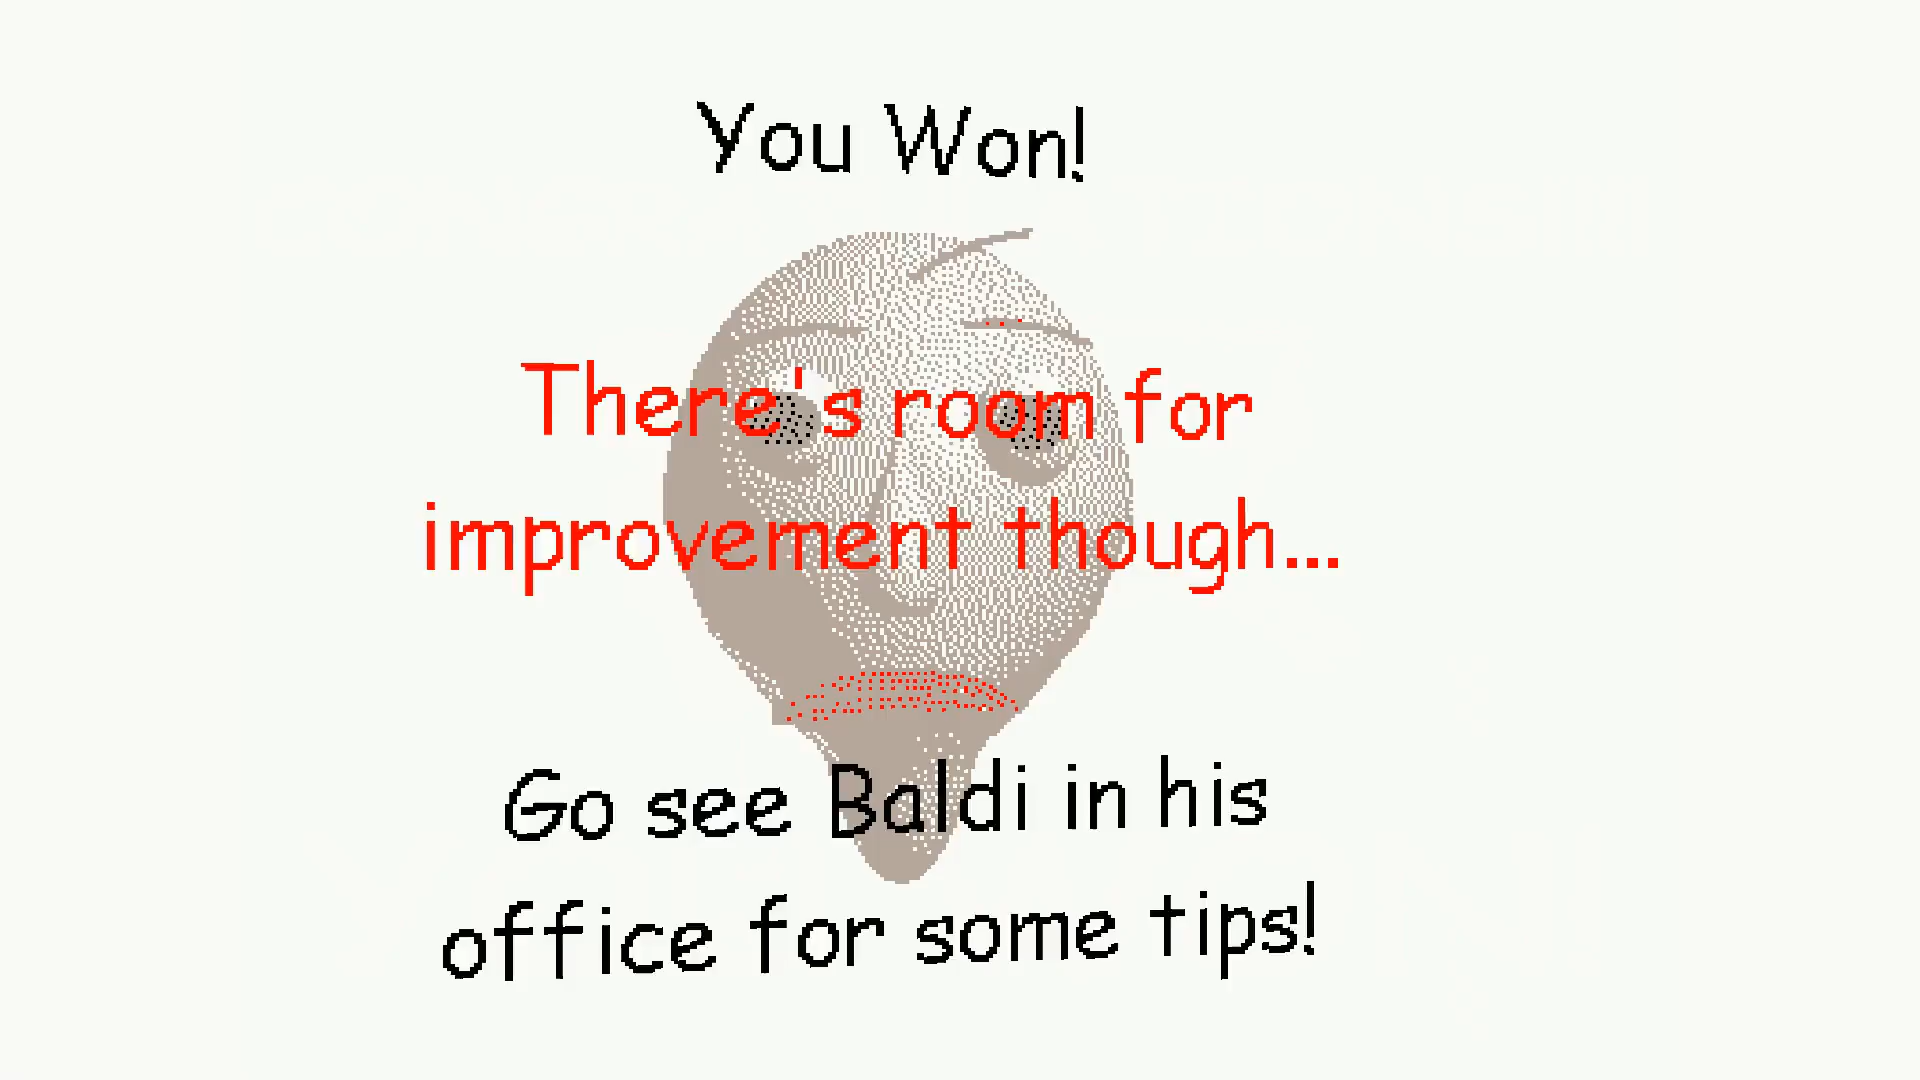 You Won!
There's room for
improvement though...
Go see Baldi in his
office for some tips!